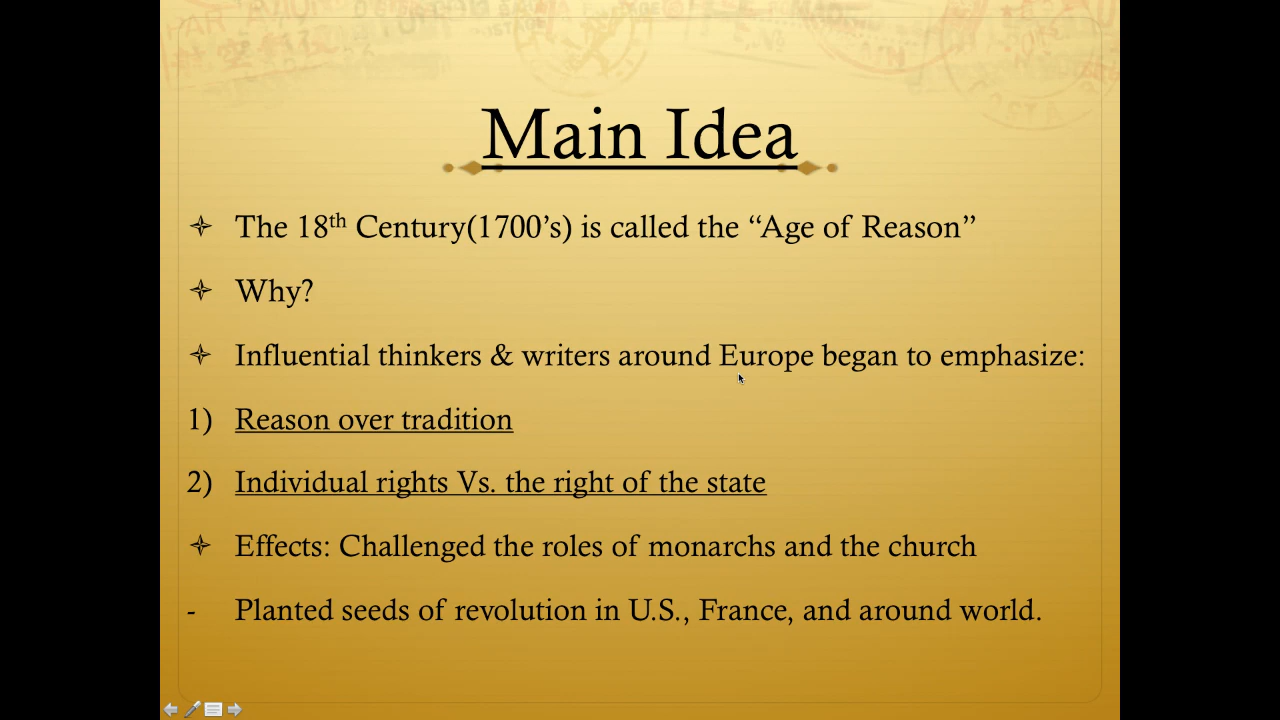 Main Idea
The 18th Century(1700’s) is called the “Age of Reason”
Why?
Influential thinkers & writers around Europe began to emphasize:
1) Reason over tradition
2) Individual rights Vs. the right of the state
Effects: Challenged the roles of monarchs and the church
- Planted seeds of revolution in U.S., France, and around world.